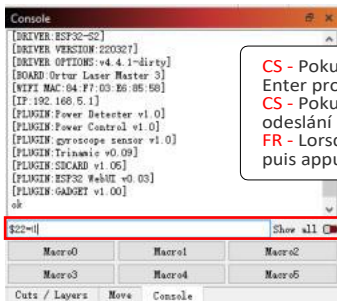 Console
[DRIVER:ESP32-S2]
[DRIVER VERSION:220327]
[DRIVER OPTIONS:v4.4.1-dirty]
[BOARD:Ortur Laser Master 3]
[WIFI MAC:84:F7:03:E6:85:58]
[IP:192.168.5.1]
[PLUGIN:Power Detecter v1.0]
[PLUGIN:Power Control v1.0]
[PLUGIN:gyroscope sensor v1.0]
[PLUGIN:Trinamic v0.09]
[PLUGIN:SDCARD v1.05]
[PLUGIN:ESP32 WebUI v0.03]
[PLUGIN:GADGET v1.00]
ok
CS - Poku
Enter pro
CS - Poku
odeslání
FR - Lorso
puis appu
$22=0 Show all
Macro0 Macro1 Macro2
Macro3 Macro4 Macro5
Cuts / Layers Move Console